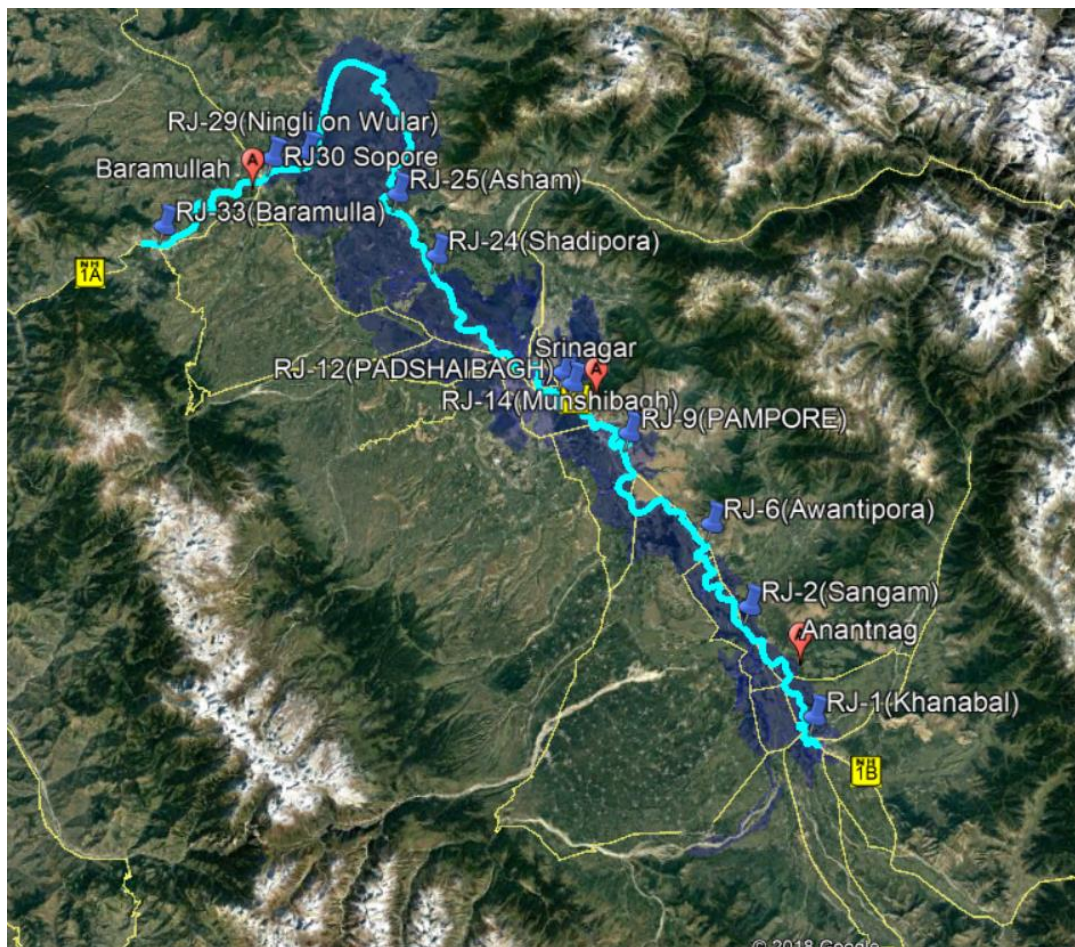 RJ-29(Ningli on Wular)
Baramullah
A
RJ30 Sopore
RJ-25(Asham)
RJ-33(Baramulla)
RJ-24(Shadipora)
NH
1A
Srinagar
RJ-12(PADSHAIBAGH)
A
RJ-14(Munshibagh)
RJ-9(PAMPORE)
RJ-6(Awantipora)
RJ-2(Sangam)
Anantnag
RJ-1(Khanabal)
NH
1B
© 2018 Google